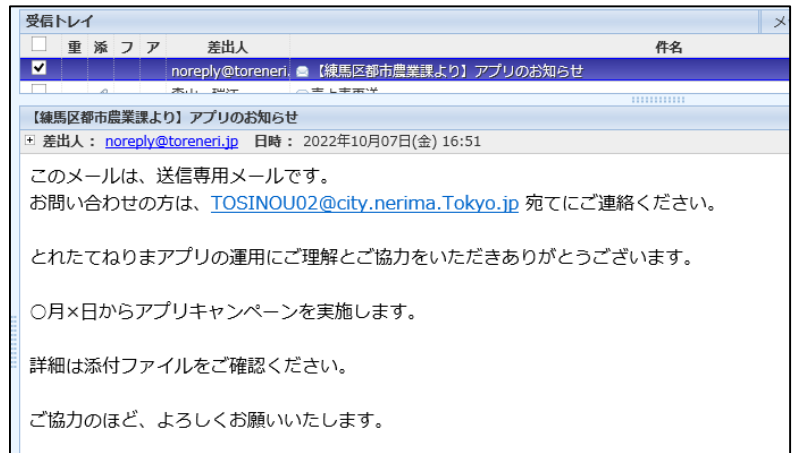 受信トレイ メ
重 添 フ ア 差出人 件名
noreply@toreneri. 【練馬区都市農業課より】アプリのお知らせ
【練馬区都市農業課より】アプリのお知らせ
差出人： noreply@toreneri.jp 日時： 2022年10月07日(金) 16:51
このメールは、送信専用メールです。
お問い合わせの方は、TOSINOU02@city.nerima.Tokyo.jp 宛てにご連絡ください。
とれたてねりまアプリの運用にご理解とご協力をいただきありがとうございます。
○月×日からアプリキャンペーンを実施します。
詳細は添付ファイルをご確認ください。
ご協力のほど、よろしくお願いいたします。